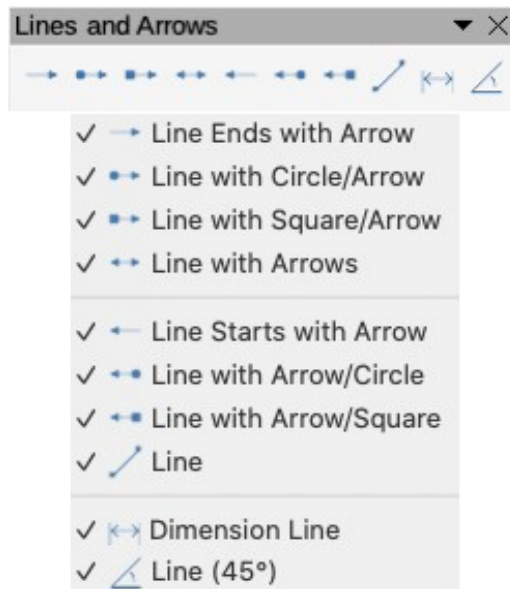 Lines and Arrows
Line Ends with Arrow
Line with Circle/Arrow
Line with Square/Arrow
Line with Arrows
Line Starts with Arrow
Line with Arrow/Circle
Line with Arrow/Square
Line
Dimension Line
Line (45°)